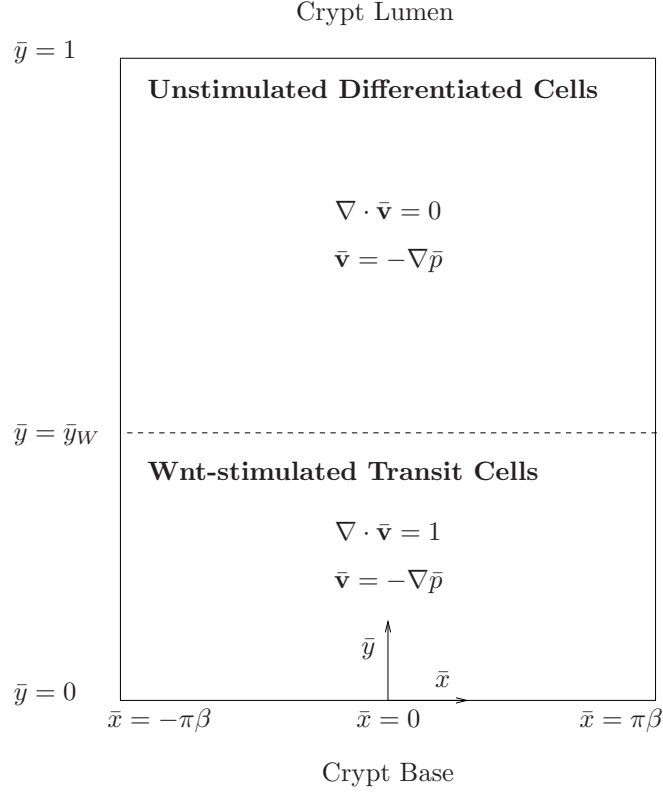 Crypt Lumen
ȳ = 1
Unstimulated Differentiated Cells
∇ · v̄ = 0
v̄ = −∇p̄
ȳ = ȳ_W
Wnt-stimulated Transit Cells
∇ · v̄ = 1
v̄ = −∇p̄
ȳ
x̄
ȳ = 0
x̄ = −πβ x̄ = 0 x̄ = πβ
Crypt Base